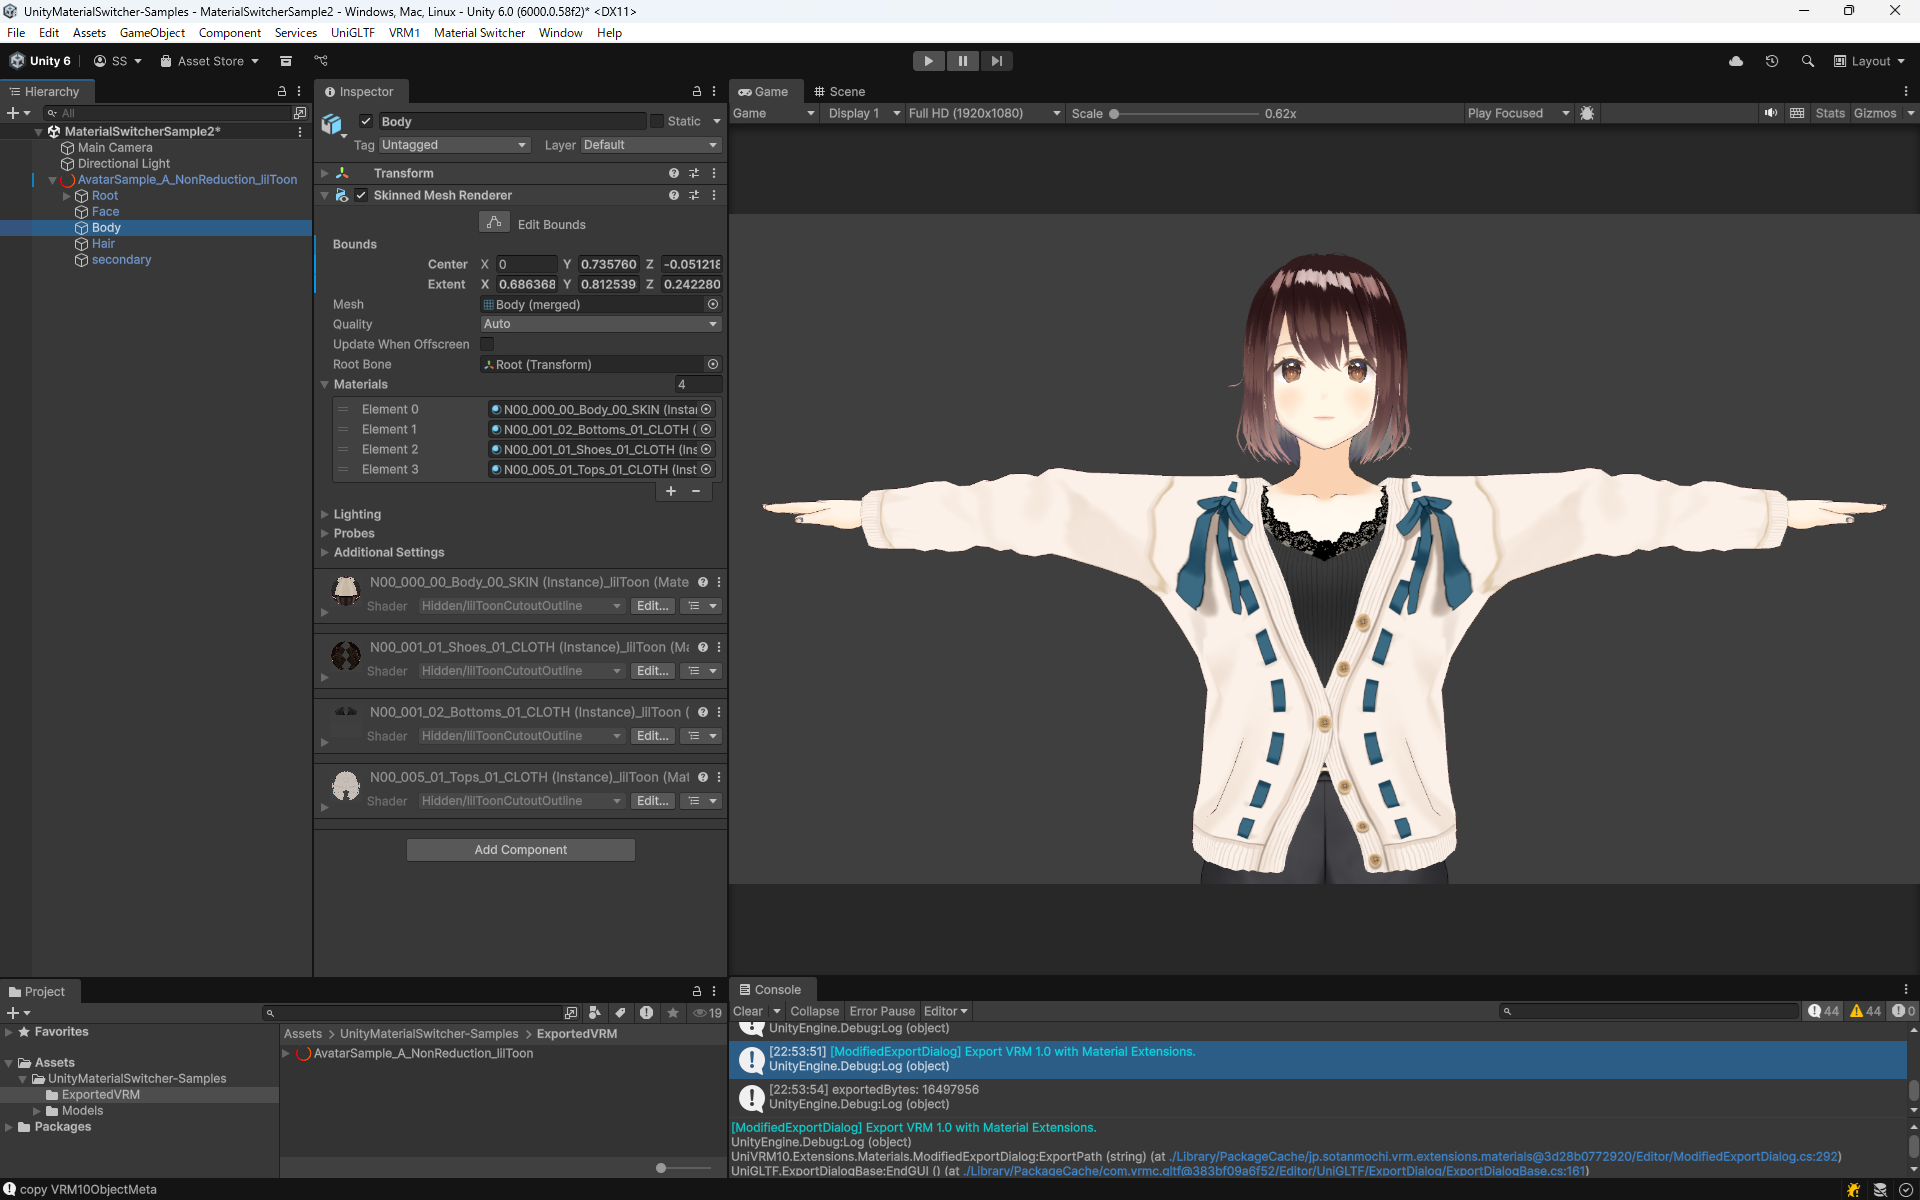 UnityMaterialSwitcher-Samples - MaterialSwitcherSample2 - Windows, Mac, Linux - Unity 6.0 (6000.0.58f2)* <DX11>
File Edit Assets GameObject Component Services UniGLTF VRM1 Material Switcher Window Help
Unity 6 SS Asset Store Layout
Hierarchy
All
MaterialSwitcherSample2*
Main Camera
Directional Light
AvatarSample_A_NonReduction_lilToon
Root
Face
Body
Hair
secondary
Inspector
Body Static
Tag Untagged Layer Default
Transform
Skinned Mesh Renderer
Edit Bounds
Bounds
Center X 0 Y 0.735760 Z -0.051218
Extent X 0.686368 Y 0.812539 Z 0.242280
Mesh Body (merged)
Quality Auto
Update When Offscreen
Root Bone Root (Transform)
Materials 4
Element 0 N00_000_00_Body_00_SKIN (Instar
Element 1 N00_001_02_Bottoms_01_CLOTH (
Element 2 N00_001_01_Shoes_01_CLOTH (Ins
Element 3 N00_005_01_Tops_01_CLOTH (Inst
+ −
Lighting
Probes
Additional Settings
N00_000_00_Body_00_SKIN (Instance)_lilToon (Mate
Shader Hidden/lilToonCutoutOutline Edit...
N00_001_01_Shoes_01_CLOTH (Instance)_lilToon (Ma
Shader Hidden/lilToonCutoutOutline Edit...
N00_001_02_Bottoms_01_CLOTH (Instance)_lilToon (
Shader Hidden/lilToonCutoutOutline Edit...
N00_005_01_Tops_01_CLOTH (Instance)_lilToon (Mat
Shader Hidden/lilToonCutoutOutline Edit...
Add Component
Game Scene
Game Display 1 Full HD (1920x1080) Scale 0.62x Play Focused Stats Gizmos
Project
19
Favorites
Assets
UnityMaterialSwitcher-Samples
ExportedVRM
Models
Packages
Assets > UnityMaterialSwitcher-Samples > ExportedVRM
AvatarSample_A_NonReduction_lilToon
Console
Clear Collapse Error Pause Editor 44 44 0
UnityEngine.Debug:Log (object)
[22:53:51] [ModifiedExportDialog] Export VRM 1.0 with Material Extensions.
UnityEngine.Debug:Log (object)
[22:53:54] exportedBytes: 16497956
UnityEngine.Debug:Log (object)
[ModifiedExportDialog] Export VRM 1.0 with Material Extensions.
UnityEngine.Debug:Log (object)
UniVRM10.Extensions.Materials.ModifiedExportDialog:ExportPath (string) (at ./Library/PackageCache/jp.sotanmochi.vrm.extensions.materials@3d28b0772920/Editor/ModifiedExportDialog.cs:292)
UniGLTF.ExportDialogBase:EndGUI () (at ./Library/PackageCache/com.vrmc.gltf@383bf09a6f52/Editor/UniGLTF/ExportDialog/ExportDialogBase.cs:161)
copy VRM10ObjectMeta